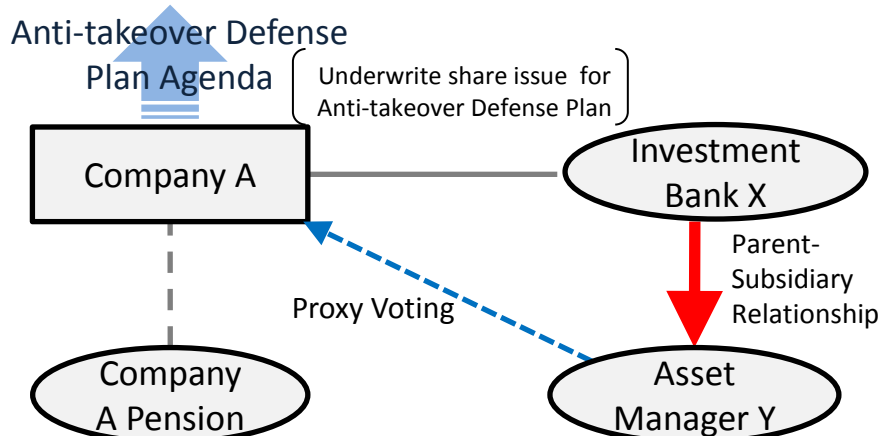 Anti-takeover Defense
Plan Agenda
Underwrite share issue for
Anti-takeover Defense Plan
Company A
Investment
Bank X
Parent-
Subsidiary
Relationship
Proxy Voting
Company
A Pension
Asset
Manager Y